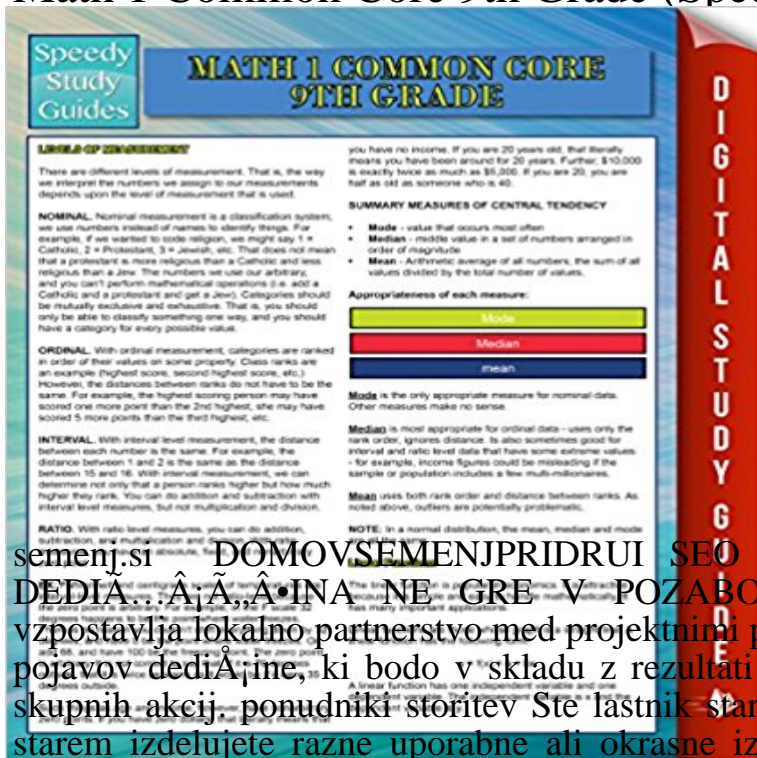 Math 1 Common Core 9th Grade (Speed
Speedy
Study
Guides
MATH 1 COMMON CORE
9TH GRADE
LEVELS OF MEASUREMENT
There are different levels of measurement. That is, the way
we interpret the numbers we assign to our measurements
depends upon the level of measurement that is used.
NOMINAL. Nominal measurement is a classification system,
we use numbers instead of names to identify things. For
example, if we wanted to code religion, we might say 1 =
Catholic, 2 = Protestant, 3 = Jewish, etc. That does not mean
that a protestant is more religious than a Catholic and less
religious than a Jew. The numbers we use our arbitrary,
and you can't perform mathematical operations (i.e. add a
Catholic and a protestant and get a Jew). Categories should
be mutually exclusive and exhaustive. That is, you should
only be able to classify something one way, and you should
have a category for every possible value.
ORDINAL. With ordinal measurement, categories are ranked
in order of their values on some property. Class ranks are
an example (highest score, second highest score, etc.)
However, the distances between ranks do not have to be the
same. For example, the highest scoring person may have
scored one more point than the 2nd highest, she may have
scored 5 more points than the third highest, etc.
INTERVAL. With interval level measurement, the distance
between each number is the same. For example, the
distance between 1 and 2 is the same as the distance
between 15 and 16. With interval measurement, we can
determine not only that a person ranks higher but how much
higher they rank. You can do addition and subtraction with
interval level measures, but not multiplication and division.
RATIO. With ratio level measures, you can do addition,
subtraction, and multiplication and division. With ratio
you have no income. If you are 20 years old, that literally
means you have been around for 20 years. Further, $10,000
is exactly twice as much as $5,000. If you are 20, you are
half as old as someone who is 40.
SUMMARY MEASURES OF CENTRAL TENDENCY
• Mode - value that occurs most often
• Median - middle value in a set of numbers arranged in
order of magnitude
• Mean - Arithmetic average of all numbers, the sum of all
values divided by the total number of values.
Appropriateness of each measure:
Mode
Median
mean
Mode is the only appropriate measure for nominal data.
Other measures make no sense.
Median is most appropriate for ordinal data - uses only the
rank order, ignores distance. Is also sometimes good for
interval and ratio level data that have some extreme values
- for example, income figures could be misleading if the
sample or population includes a few multi-millionaires.
Mean uses both rank order and distance between ranks. As
noted above, outliers are potentially problematic.
NOTE: In a normal distribution, the mean, median and mode
DIGITAL STUDY GUIDE
semenj.si DOMOVSEMENJPRIDRUI SEO
DEDIÃ…Â¡Ã„Â•INA NE GRE V POZABO
vzpostavlja lokalno partnerstvo med projektnimi p
pojavov dediÅ¡ine, ki bodo v skladu z rezultati
skupnih akcij. ponudniki storitev Ste lastnik star
starem izdelujete razne uporabne ali okrasne iz